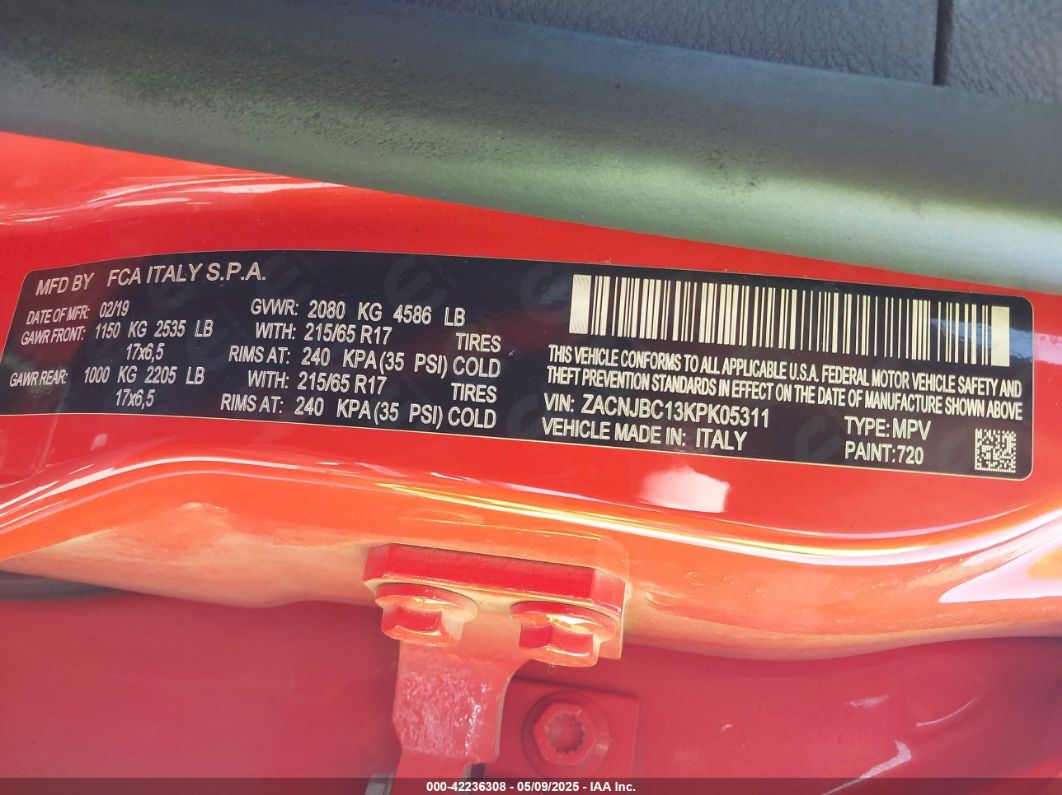 MFD BY FCA ITALY S.P.A.
DATE OF MFR: 02/19 GVWR: 2080 KG 4586 LB
GAWR FRONT: 1150 KG 2535 LB WITH: 215/65 R17 TIRES
17x6,5 RIMS AT: 240 KPA(35 PSI) COLD
GAWR REAR: 1000 KG 2205 LB WITH: 215/65 R17 TIRES
17x6,5 RIMS AT: 240 KPA(35 PSI) COLD
THIS VEHICLE CONFORMS TO ALL APPLICABLE U.S.A. FEDERAL MOTOR VEHICLE SAFETY AND
THEFT PREVENTION STANDARDS IN EFFECT ON THE DATE OF MANUFACTURE SHOWN ABOVE
VIN: ZACNJBC13KPK05311 TYPE: MPV
VEHICLE MADE IN: ITALY PAINT:720
000-42236308 - 05/09/2025 - IAA Inc.